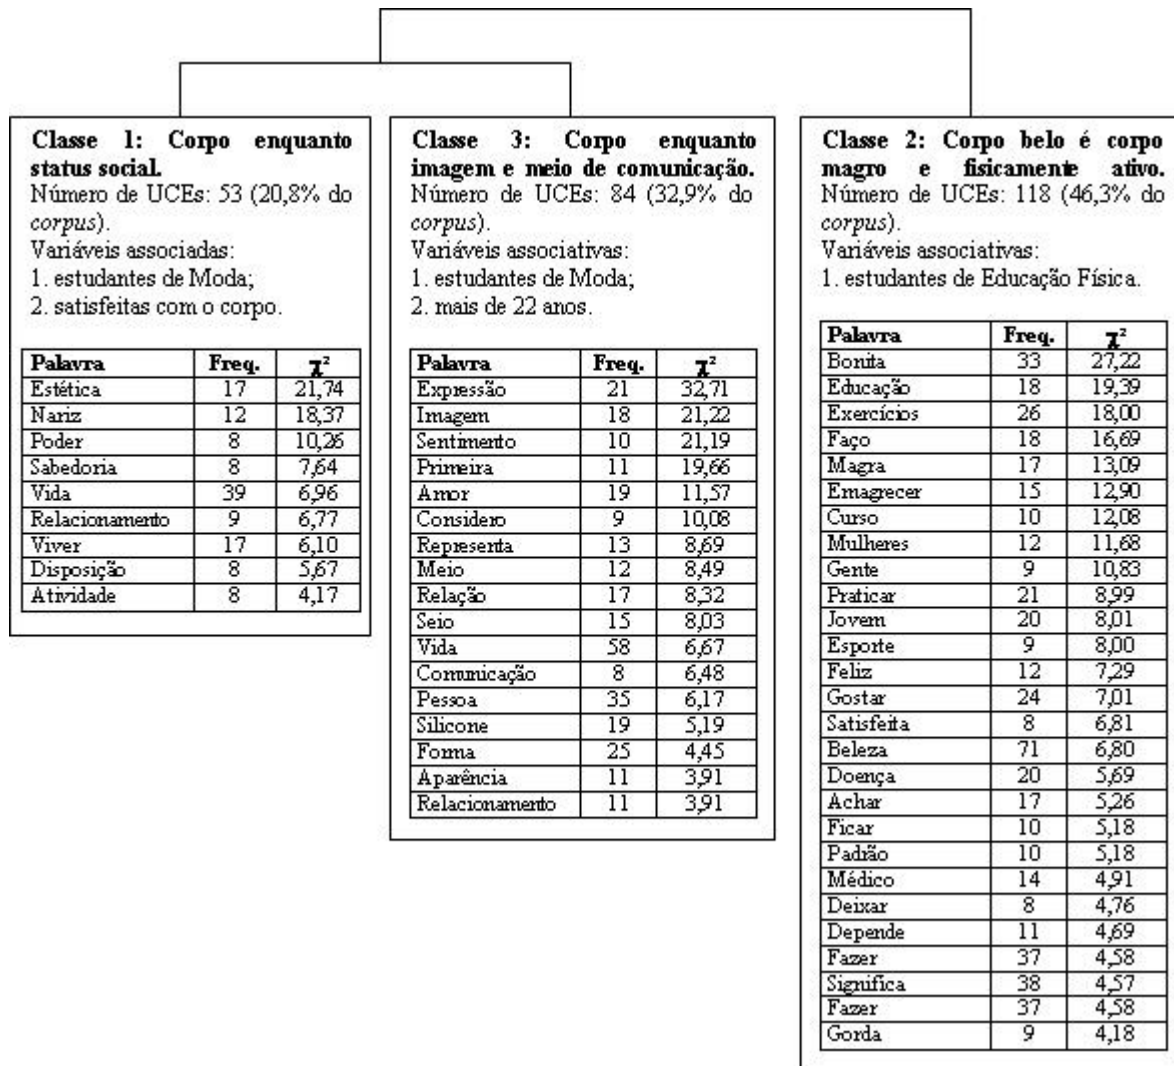 Classe 1: Corpo enquanto
status social.
Número de UCEs: 53 (20,8% do
corpus).
Variáveis associadas:
1. estudantes de Moda;
2. satisfeitas com o corpo.
Palavra Freq. χ²
Estética 17 21,74
Nariz 12 18,37
Poder 8 10,26
Sabedoria 8 7,64
Vida 39 6,96
Relacionamento 9 6,77
Viver 17 6,10
Disposição 8 5,67
Atividade 8 4,17
Classe 3: Corpo enquanto
imagem e meio de comunicação.
Número de UCEs: 84 (32,9% do
corpus).
Variáveis associativas:
1. estudantes de Moda;
2. mais de 22 anos.
Palavra Freq. χ²
Expressão 21 32,71
Imagem 18 21,22
Sentimento 10 21,19
Primeira 11 19,66
Amor 19 11,57
Considero 9 10,08
Representa 13 8,69
Meio 12 8,49
Relação 17 8,32
Seio 15 8,03
Vida 58 6,67
Comunicação 8 6,48
Pessoa 35 6,17
Silicone 19 5,19
Forma 25 4,45
Aparência 11 3,91
Relacionamento 11 3,91
Classe 2: Corpo belo é corpo
magro e fisicamente ativo.
Número de UCEs: 118 (46,3% do
corpus).
Variáveis associativas:
1. estudantes de Educação Física.
Palavra Freq. χ²
Bonita 33 27,22
Educação 18 19,39
Exercícios 26 18,00
Faço 18 16,69
Magra 17 13,09
Emagrecer 15 12,90
Curso 10 12,08
Mulheres 12 11,68
Gente 9 10,83
Praticar 21 8,99
Jovem 20 8,01
Esporte 9 8,00
Feliz 12 7,29
Gostar 24 7,01
Satisfeita 8 6,81
Beleza 71 6,80
Doença 20 5,69
Achar 17 5,26
Ficar 10 5,18
Padrão 10 5,18
Médico 14 4,91
Deixar 8 4,76
Depende 11 4,69
Fazer 37 4,58
Significa 38 4,57
Fazer 37 4,58
Gorda 9 4,18